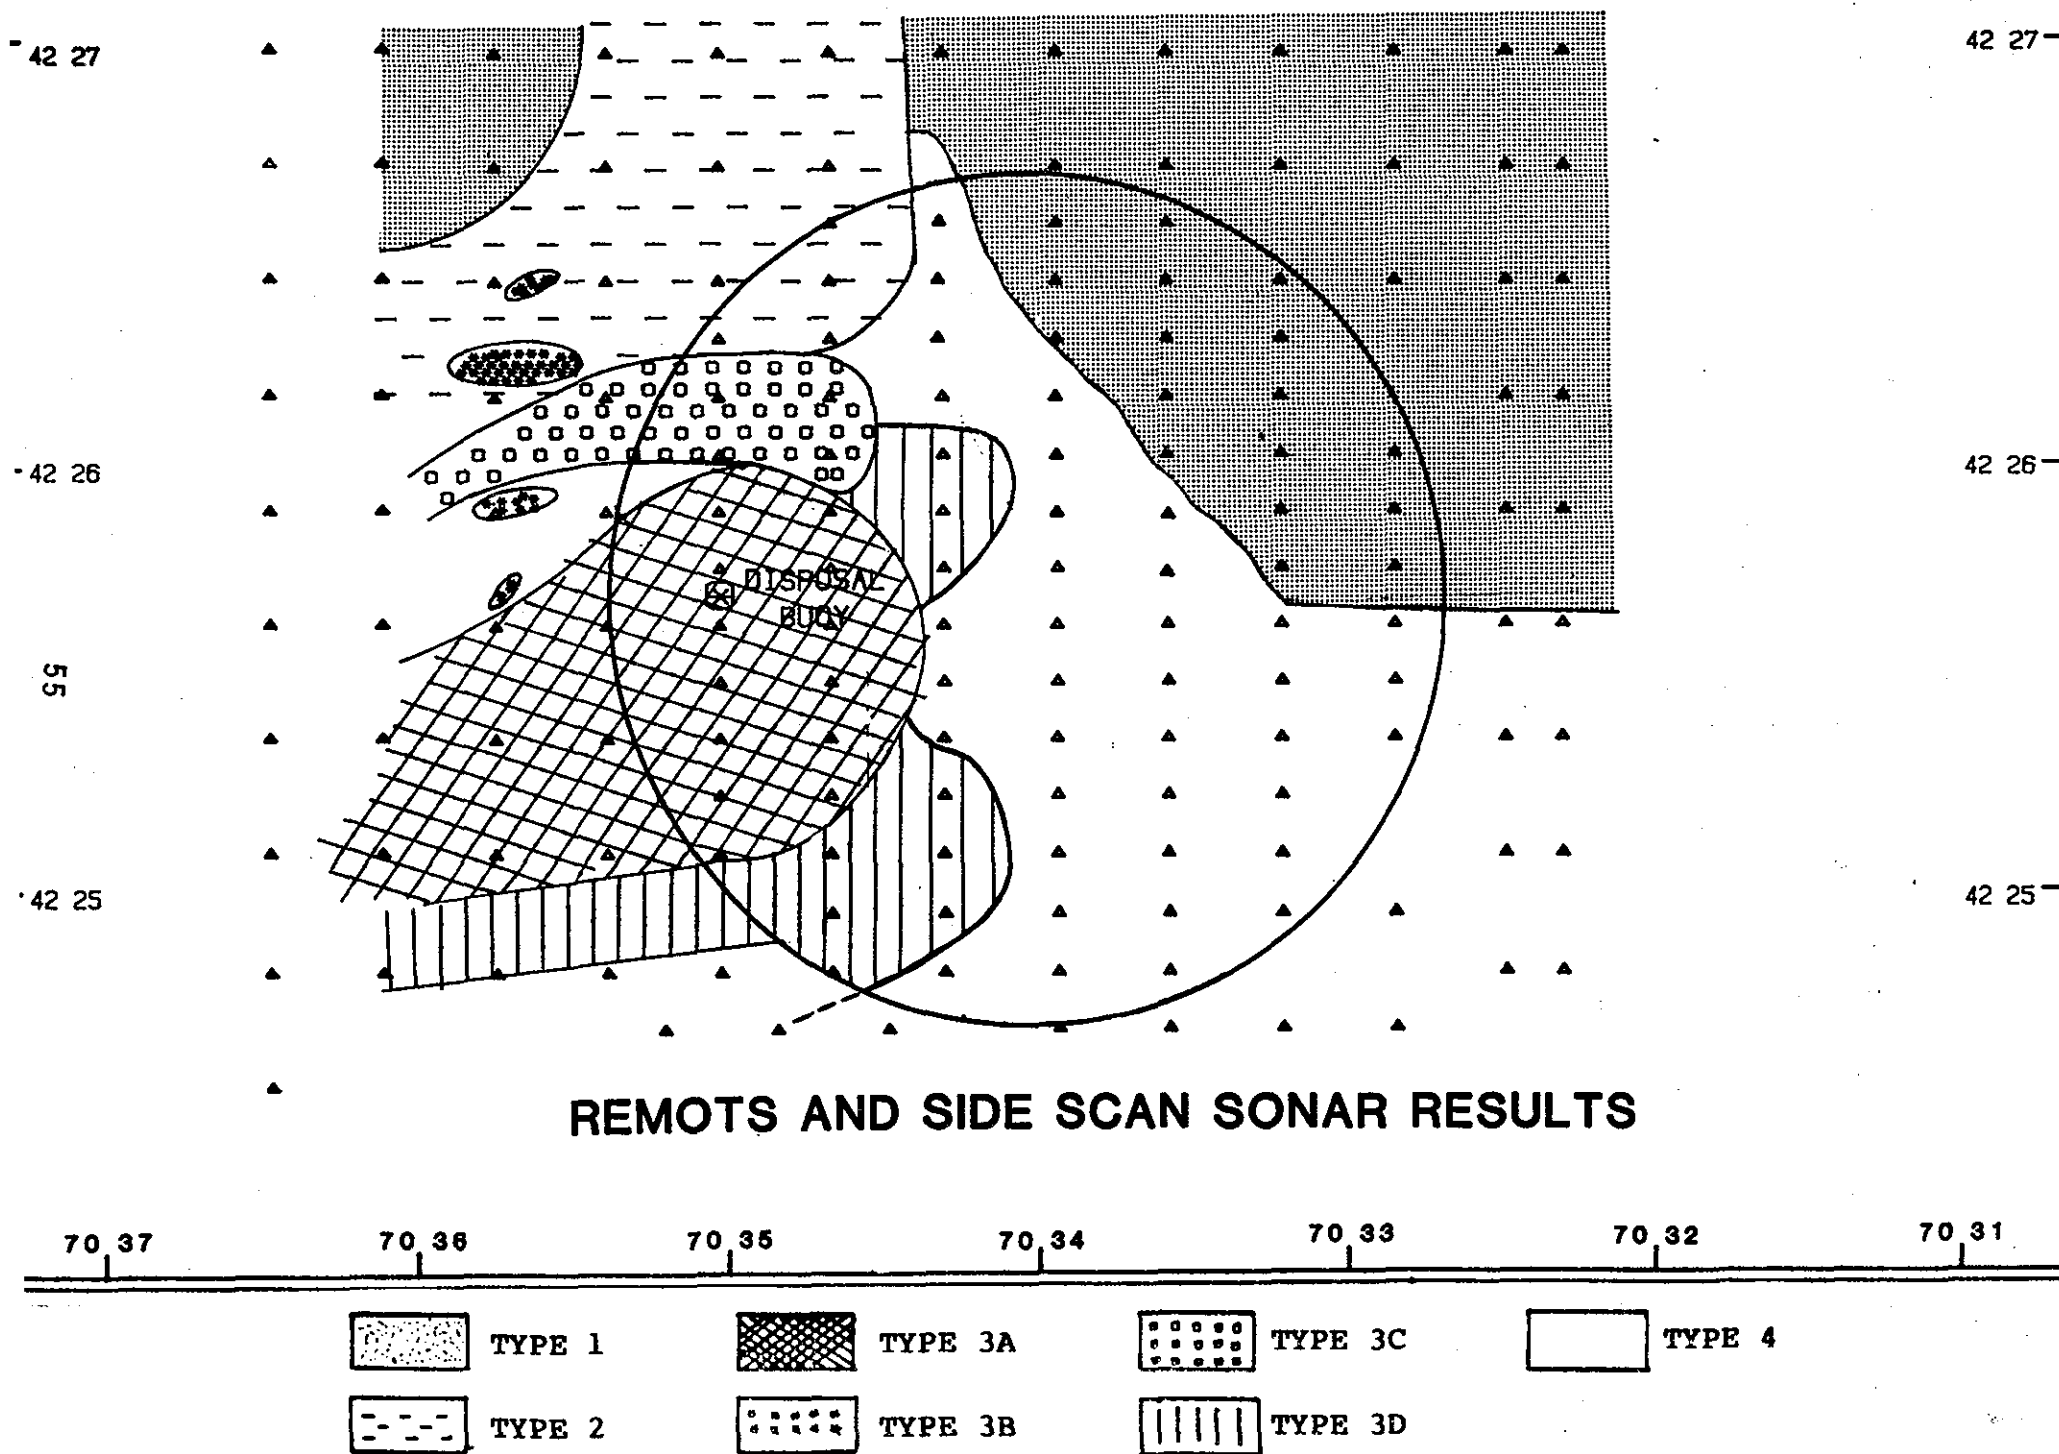 42 27
42 27
42 26
42 26
DISPOSAL
BUOY
55
42 25
42 25
REMOTS AND SIDE SCAN SONAR RESULTS
70 37
70 36
70 35
70 34
70 33
70 32
70 31
TYPE 1
TYPE 3A
TYPE 3C
TYPE 4
TYPE 2
TYPE 3B
TYPE 3D